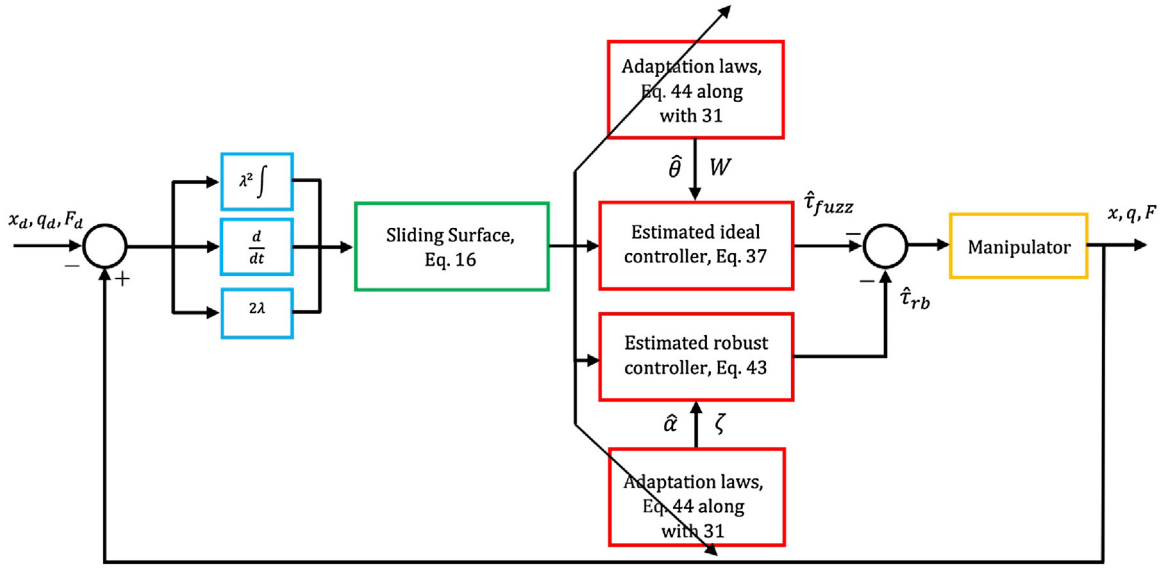 Adaptation laws,
Eq. 44 along
with 31
θ̂ W
λ² ∫
x_d, q_d, F_d
−
+
d/dt
2λ
Sliding Surface,
Eq. 16
Estimated ideal
controller, Eq. 37
τ̂_fuzz
−
−
τ̂_rb
Manipulator
x, q, F
Estimated robust
controller, Eq. 43
α̂ ζ
Adaptation laws,
Eq. 44 along
with 31